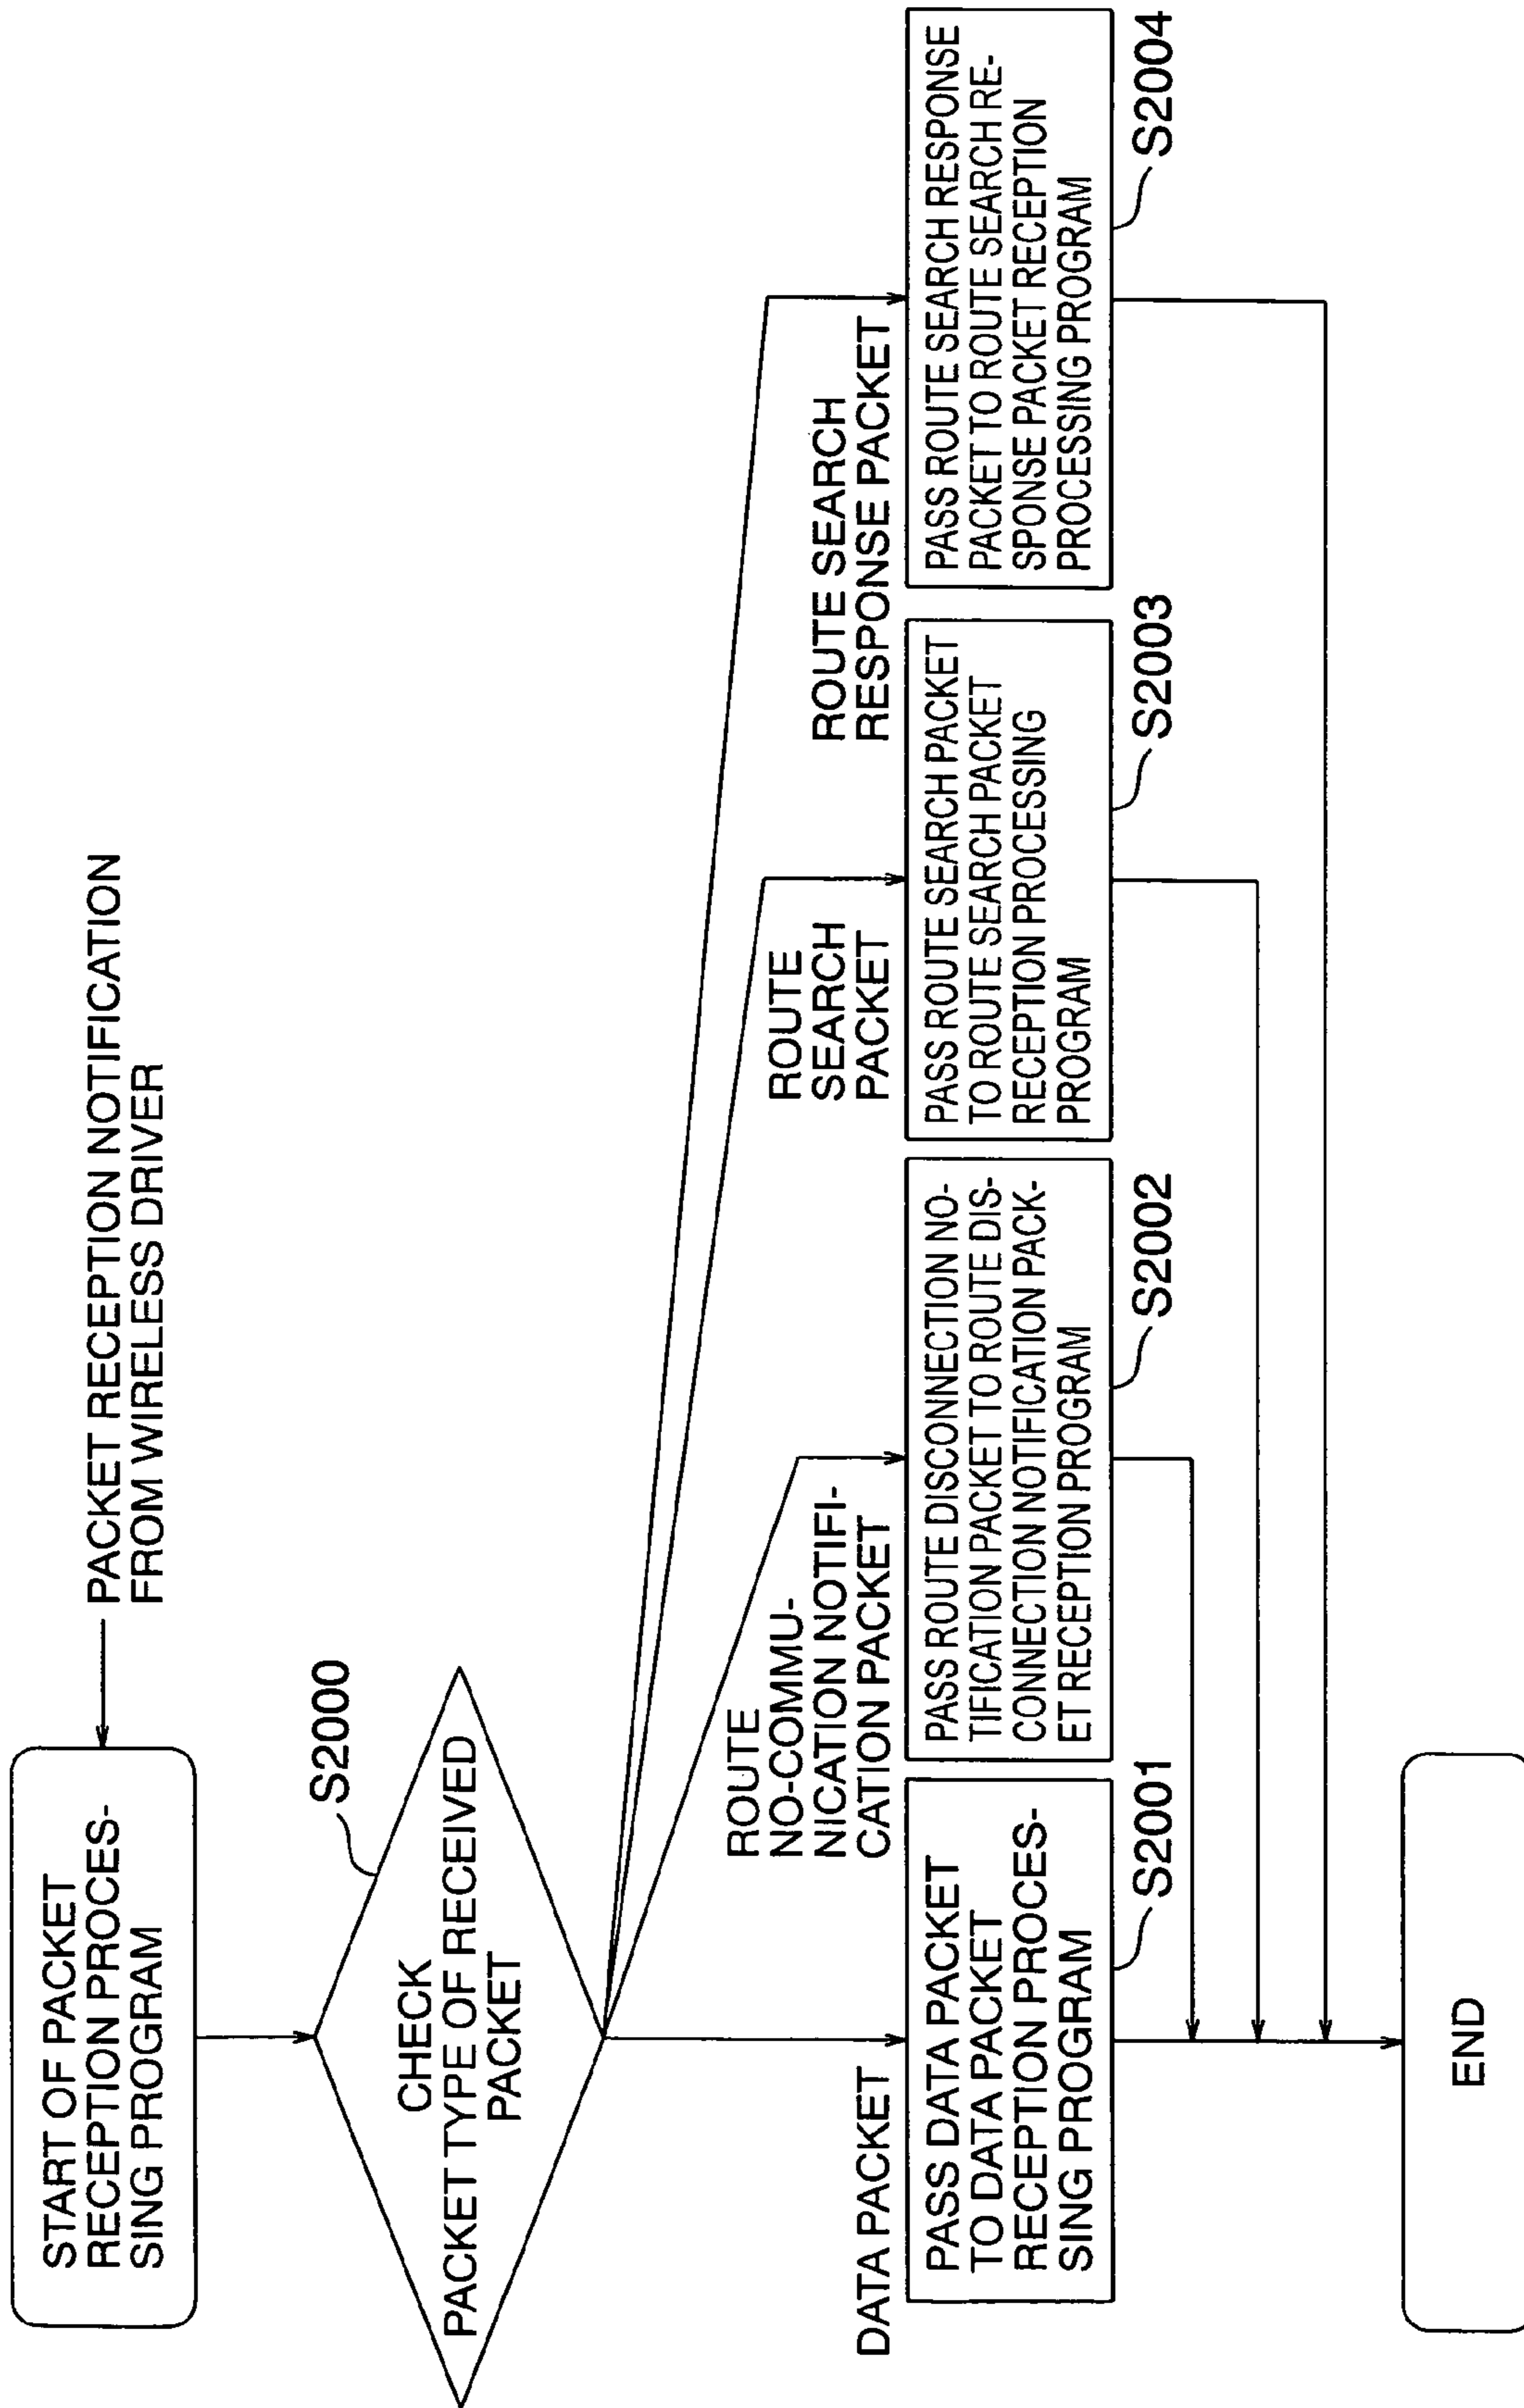 START OF PACKET
RECEPTION PROCES-
SING PROGRAM
PACKET RECEPTION NOTIFICATION
FROM WIRELESS DRIVER
S2000
CHECK
PACKET TYPE OF RECEIVED
PACKET
DATA PACKET
ROUTE
NO-COMMU-
NICATION NOTIFI-
CATION PACKET
ROUTE
SEARCH
PACKET
ROUTE SEARCH
RESPONSE PACKET
PASS DATA PACKET
TO DATA PACKET
RECEPTION PROCES-
SING PROGRAM
S2001
PASS ROUTE DISCONNECTION NO-
TIFICATION PACKET TO ROUTE DIS-
CONNECTION NOTIFICATION PACK-
ET RECEPTION PROGRAM
S2002
PASS ROUTE SEARCH PACKET
TO ROUTE SEARCH PACKET
RECEPTION PROCESSING
PROGRAM
S2003
PASS ROUTE SEARCH RESPONSE
PACKET TO ROUTE SEARCH RE-
SPONSE PACKET RECEPTION
PROCESSING PROGRAM
S2004
END